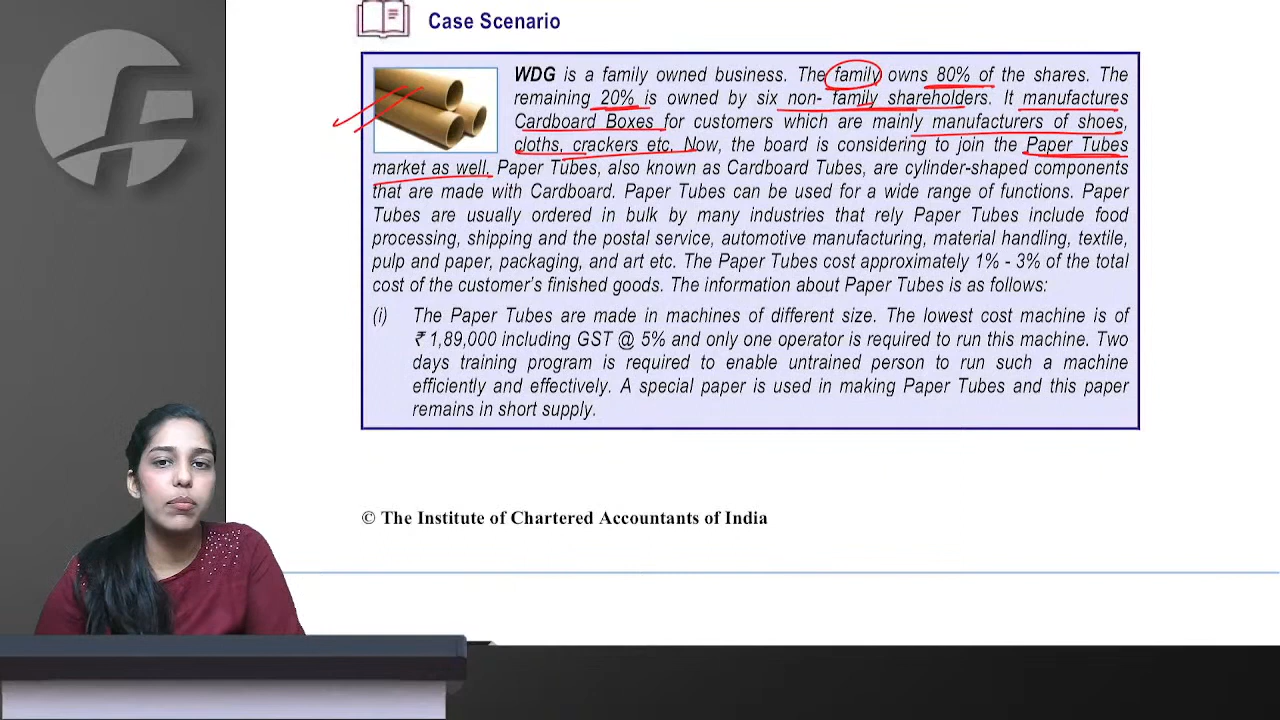 Case Scenario
WDG is a family owned business. The family owns 80% of the shares. The
remaining 20% is owned by six non- family shareholders. It manufactures
Cardboard Boxes for customers which are mainly manufacturers of shoes,
cloths, crackers etc. Now, the board is considering to join the Paper Tubes
market as well. Paper Tubes, also known as Cardboard Tubes, are cylinder-shaped components
that are made with Cardboard. Paper Tubes can be used for a wide range of functions. Paper
Tubes are usually ordered in bulk by many industries that rely Paper Tubes include food
processing, shipping and the postal service, automotive manufacturing, material handling, textile,
pulp and paper, packaging, and art etc. The Paper Tubes cost approximately 1% - 3% of the total
cost of the customer's finished goods. The information about Paper Tubes is as follows:
(i) The Paper Tubes are made in machines of different size. The lowest cost machine is of
₹ 1,89,000 including GST @ 5% and only one operator is required to run this machine. Two
days training program is required to enable untrained person to run such a machine
efficiently and effectively. A special paper is used in making Paper Tubes and this paper
remains in short supply.
© The Institute of Chartered Accountants of India